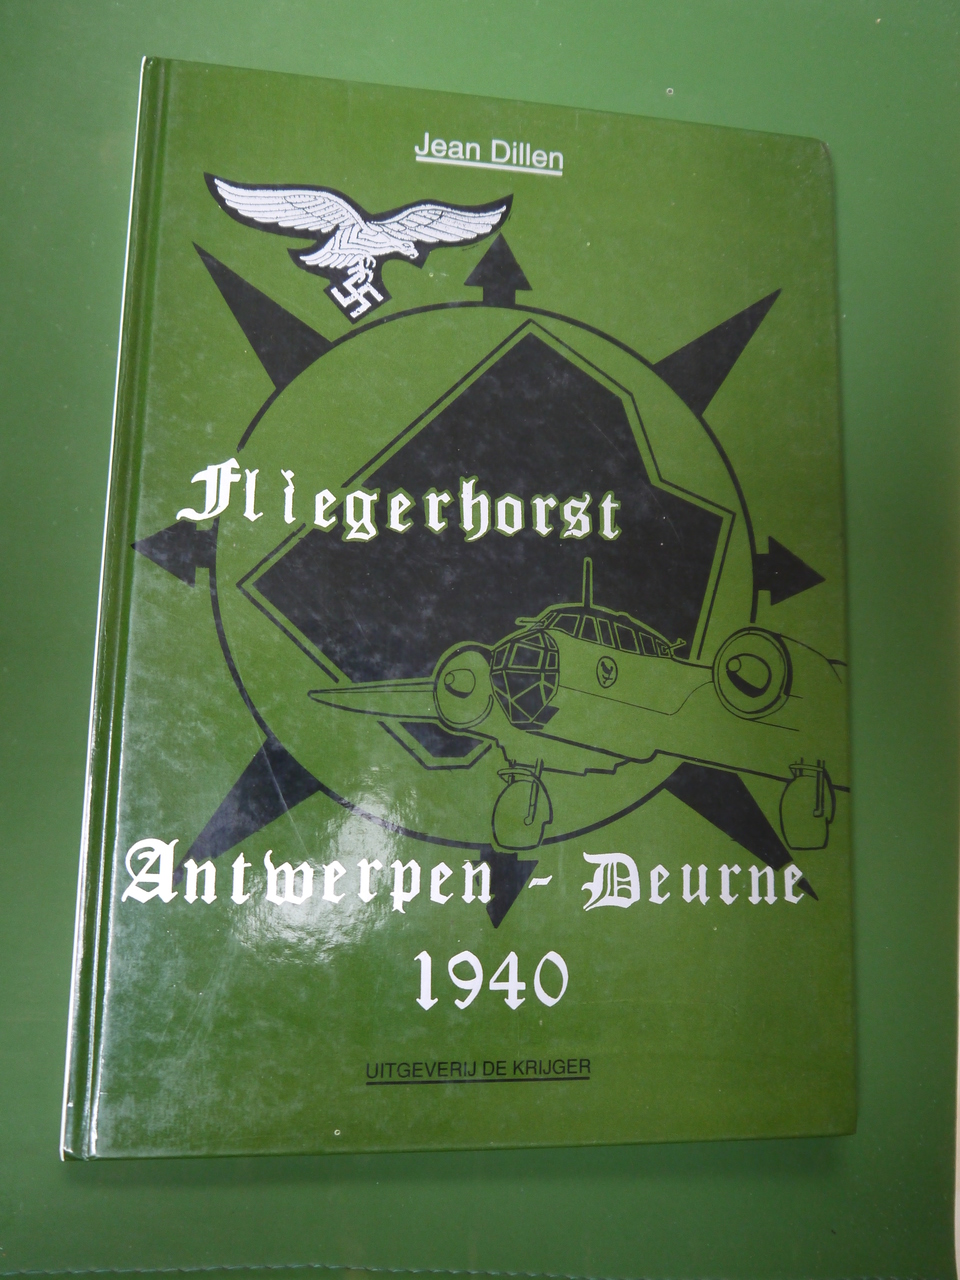 Jean Dillen
Fliegerhorst
Antwerpen - Deurne
1940
UITGEVERIJ DE KRIJGER